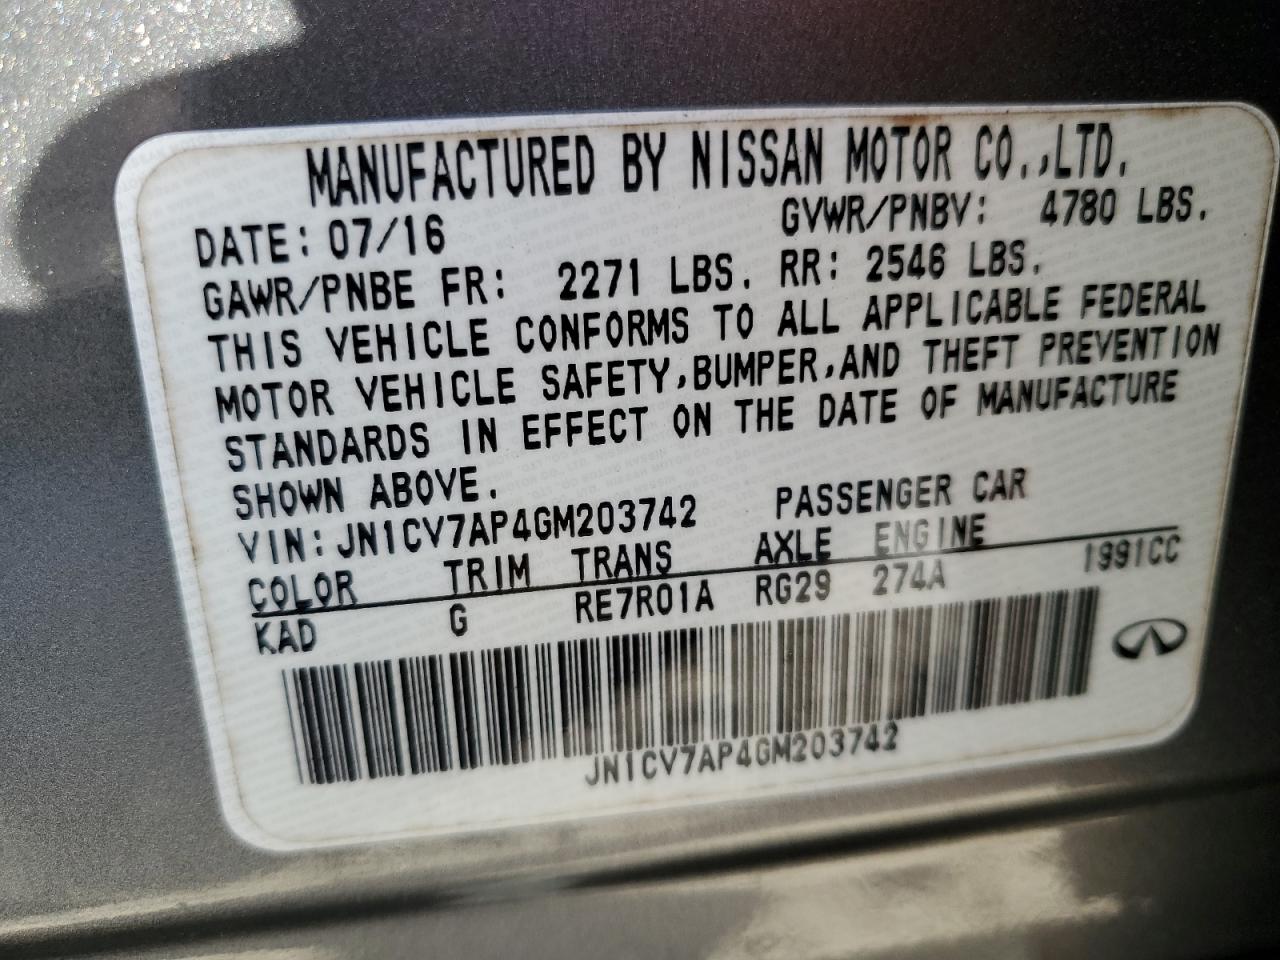 MANUFACTURED BY NISSAN MOTOR CO.,LTD.
DATE: 07/16 GVWR/PNBV: 4780 LBS.
GAWR/PNBE FR: 2271 LBS. RR: 2546 LBS.
THIS VEHICLE CONFORMS TO ALL APPLICABLE FEDERAL
MOTOR VEHICLE SAFETY,BUMPER,AND THEFT PREVENTION
STANDARDS IN EFFECT ON THE DATE OF MANUFACTURE
SHOWN ABOVE.
VIN: JN1CV7AP4GM203742 PASSENGER CAR
COLOR TRIM TRANS AXLE ENGINE
KAD G RE7R01A RG29 274A 1991CC
JN1CV7AP4GM203742